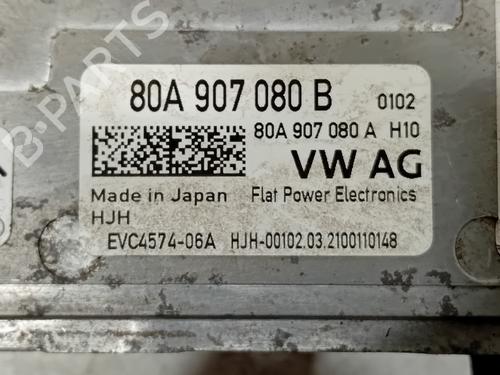 80A 907 080 B 0102
80A 907 080 A H10
VW AG
Made in Japan Flat Power Electronics
HJH
EVC4574-06A HJH-00102.03.2100110148
B-PARTS